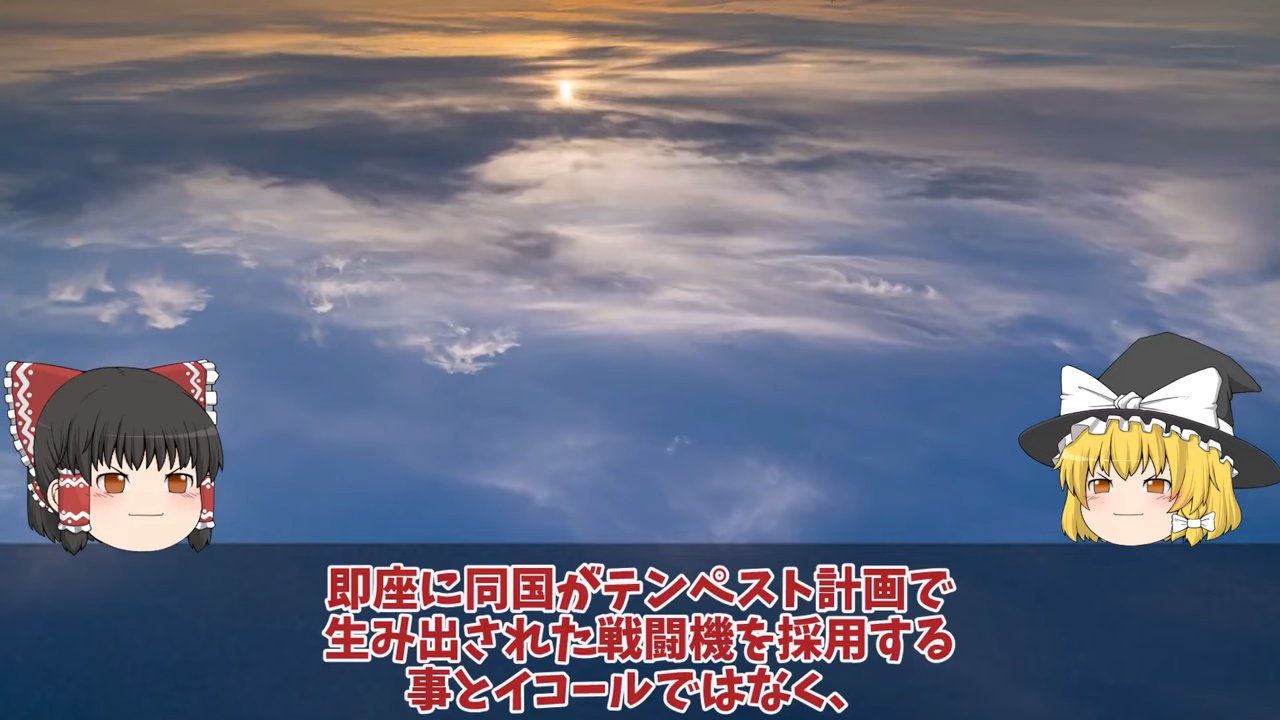 即座に同国がテンペスト計画で
生み出された戦闘機を採用する
事とイコールではなく、